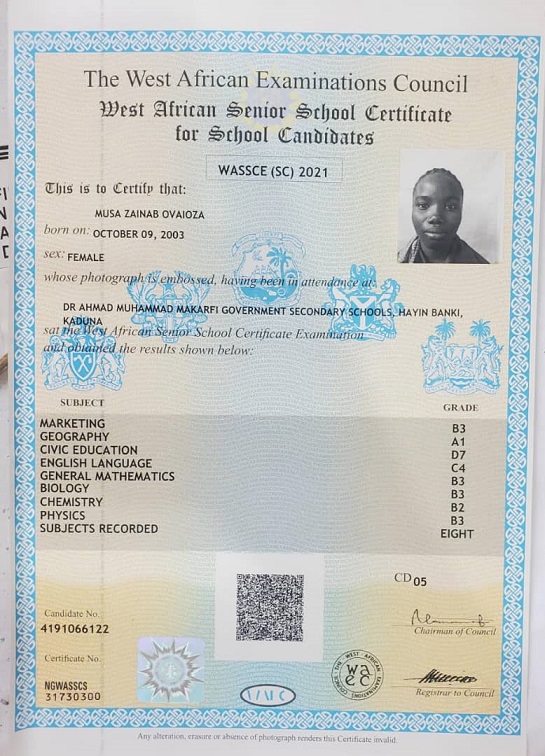 The West African Examinations Council
West African Senior School Certificate
for School Candidates
WASSCE (SC) 2021
This is to Certify that:
MUSA ZAINAB OVAIOZA
born on: OCTOBER 09, 2003
sex: FEMALE
whose photograph is embossed, having been in attendance at:
DR AHMAD MUHAMMAD MAKARFI GOVERNMENT SECONDARY SCHOOLS, HAYIN BANKI,
KADUNA
sat the West African Senior School Certificate Examination
and obtained the results shown below:
SUBJECT GRADE
MARKETING B3
GEOGRAPHY A1
CIVIC EDUCATION D7
ENGLISH LANGUAGE C4
GENERAL MATHEMATICS B3
BIOLOGY B3
CHEMISTRY B2
PHYSICS B3
SUBJECTS RECORDED EIGHT
CD 05
Candidate No.
4191066122
Chairman of Council
Certificate No.
NGWASSCS
31730300
waec
WAEC
Registrar to Council
Any alteration, erasure or absence of photograph renders this Certificate invalid.